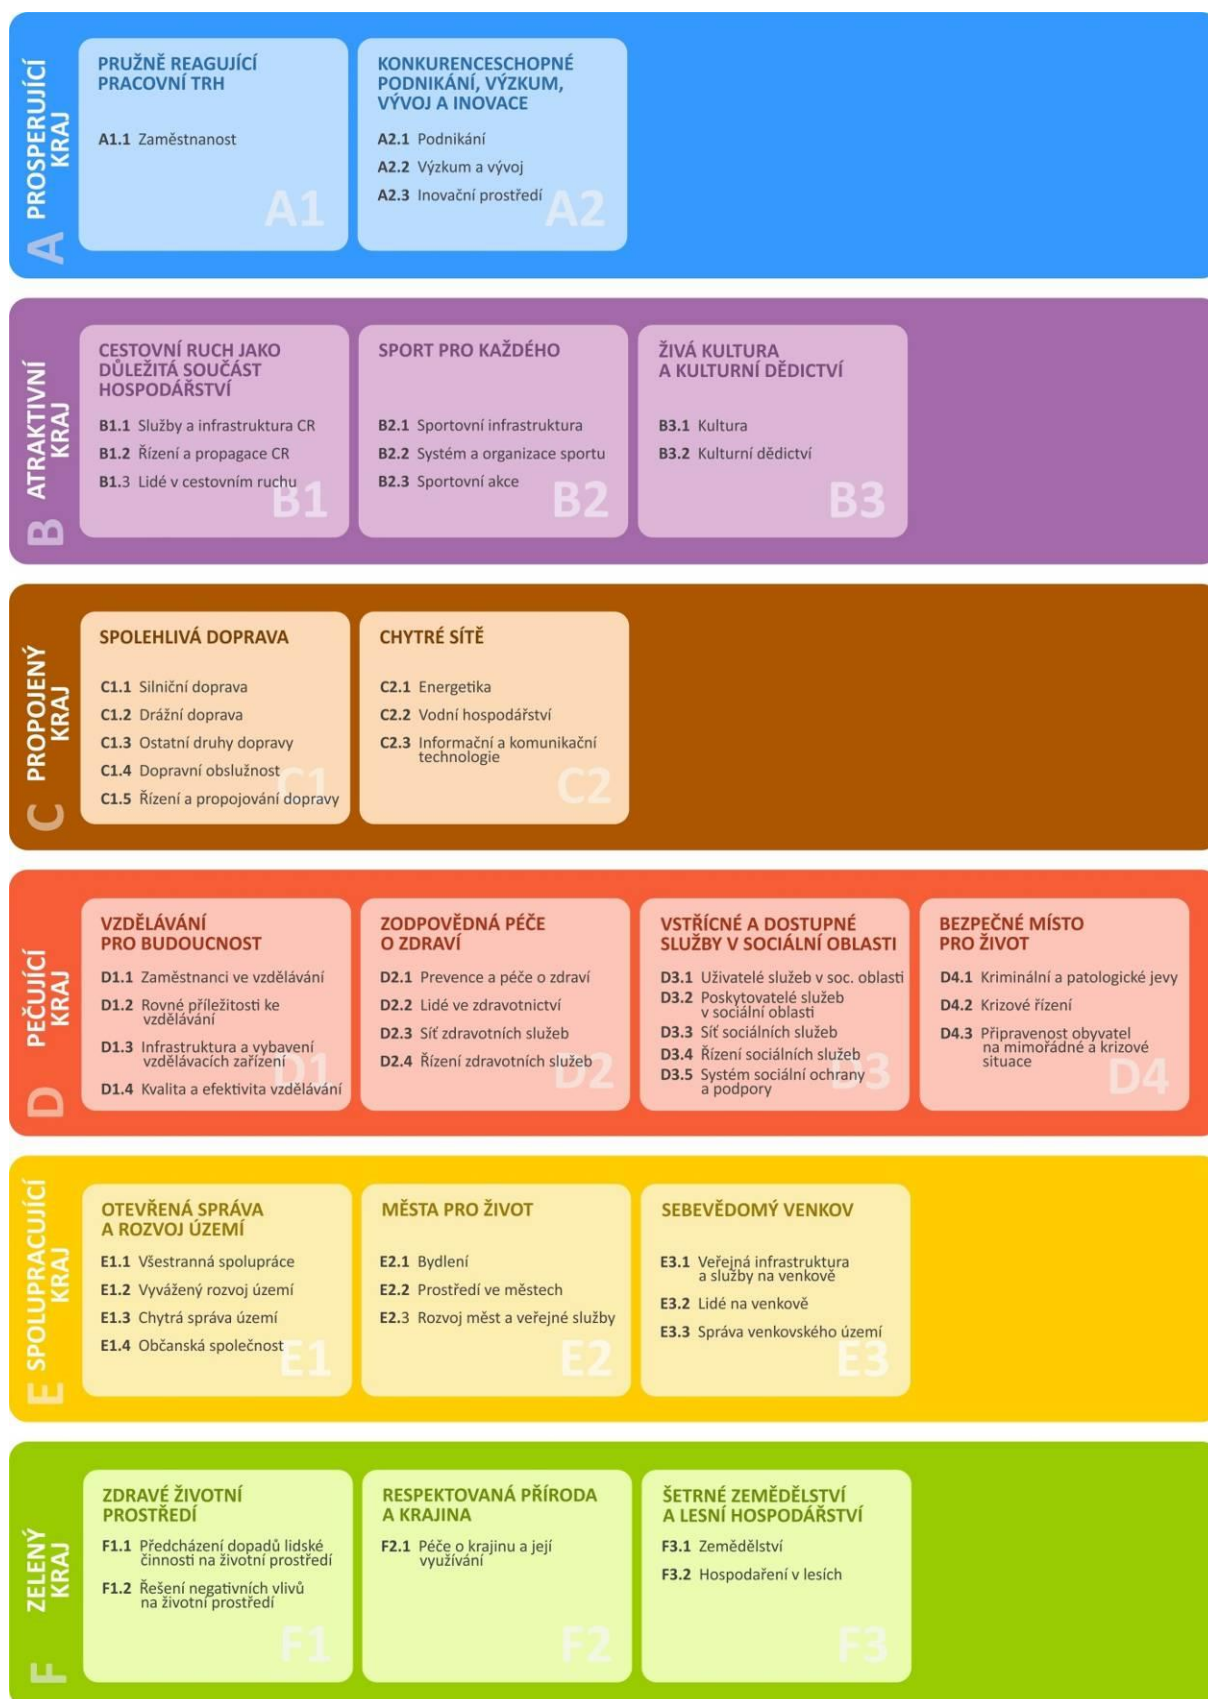 A PROSPERUJÍCÍ
KRAJ
PRUŽNĚ REAGUJÍCÍ
PRACOVNÍ TRH
A1.1 Zaměstnanost
A1
KONKURENCESCHOPNÉ
PODNIKÁNÍ, VÝZKUM,
VÝVOJ A INOVACE
A2.1 Podnikání
A2.2 Výzkum a vývoj
A2.3 Inovační prostředí
A2
B ATRAKTIVNÍ
KRAJ
CESTOVNÍ RUCH JAKO
DŮLEŽITÁ SOUČÁST
HOSPODÁŘSTVÍ
B1.1 Služby a infrastruktura CR
B1.2 Řízení a propagace CR
B1.3 Lidé v cestovním ruchu
B1
SPORT PRO KAŽDÉHO
B2.1 Sportovní infrastruktura
B2.2 Systém a organizace sportu
B2.3 Sportovní akce
B2
ŽIVÁ KULTURA
A KULTURNÍ DĚDICTVÍ
B3.1 Kultura
B3.2 Kulturní dědictví
B3
C PROPOJENÝ
KRAJ
SPOLEHLIVÁ DOPRAVA
C1.1 Silniční doprava
C1.2 Drážní doprava
C1.3 Ostatní druhy dopravy
C1.4 Dopravní obslužnost
C1.5 Řízení a propojování dopravy
C1
CHYTRÉ SÍTĚ
C2.1 Energetika
C2.2 Vodní hospodářství
C2.3 Informační a komunikační
technologie
C2
D PEČUJÍCÍ
KRAJ
VZDĚLÁVÁNÍ
PRO BUDOUCNOST
D1.1 Zaměstnanci ve vzdělávání
D1.2 Rovné příležitosti ke
vzdělávání
D1.3 Infrastruktura a vybavení
vzdělávacích zařízení
D1.4 Kvalita a efektivita vzdělávání
D1
ZODPOVĚDNÁ PÉČE
O ZDRAVÍ
D2.1 Prevence a péče o zdraví
D2.2 Lidé ve zdravotnictví
D2.3 Síť zdravotních služeb
D2.4 Řízení zdravotních služeb
D2
VSTŘÍCNÉ A DOSTUPNÉ
SLUŽBY V SOCIÁLNÍ OBLASTI
D3.1 Uživatelé služeb v soc. oblasti
D3.2 Poskytovatelé služeb
v sociální oblasti
D3.3 Síť sociálních služeb
D3.4 Řízení sociálních služeb
D3.5 Systém sociální ochrany
a podpory
D3
BEZPEČNÉ MÍSTO
PRO ŽIVOT
D4.1 Kriminální a patologické jevy
D4.2 Krizové řízení
D4.3 Připravenost obyvatel
na mimořádné a krizové
situace
D4
E SPOLUPRACUJÍCÍ
KRAJ
OTEVŘENÁ SPRÁVA
A ROZVOJ ÚZEMÍ
E1.1 Všestranná spolupráce
E1.2 Vyvážený rozvoj území
E1.3 Chytrá správa území
E1.4 Občanská společnost
E1
MĚSTA PRO ŽIVOT
E2.1 Bydlení
E2.2 Prostředí ve městech
E2.3 Rozvoj měst a veřejné služby
E2
SEBEVĚDOMÝ VENKOV
E3.1 Veřejná infrastruktura
a služby na venkově
E3.2 Lidé na venkově
E3.3 Správa venkovského území
E3
F ZELENÝ
KRAJ
ZDRAVÉ ŽIVOTNÍ
PROSTŘEDÍ
F1.1 Předcházení dopadů lidské
činnosti na životní prostředí
F1.2 Řešení negativních vlivů
na životní prostředí
F1
RESPEKTOVANÁ PŘÍRODA
A KRAJINA
F2.1 Péče o krajinu a její
využívání
F2
ŠETRNÉ ZEMĚDĚLSTVÍ
A LESNÍ HOSPODÁŘSTVÍ
F3.1 Zemědělství
F3.2 Hospodaření v lesích
F3